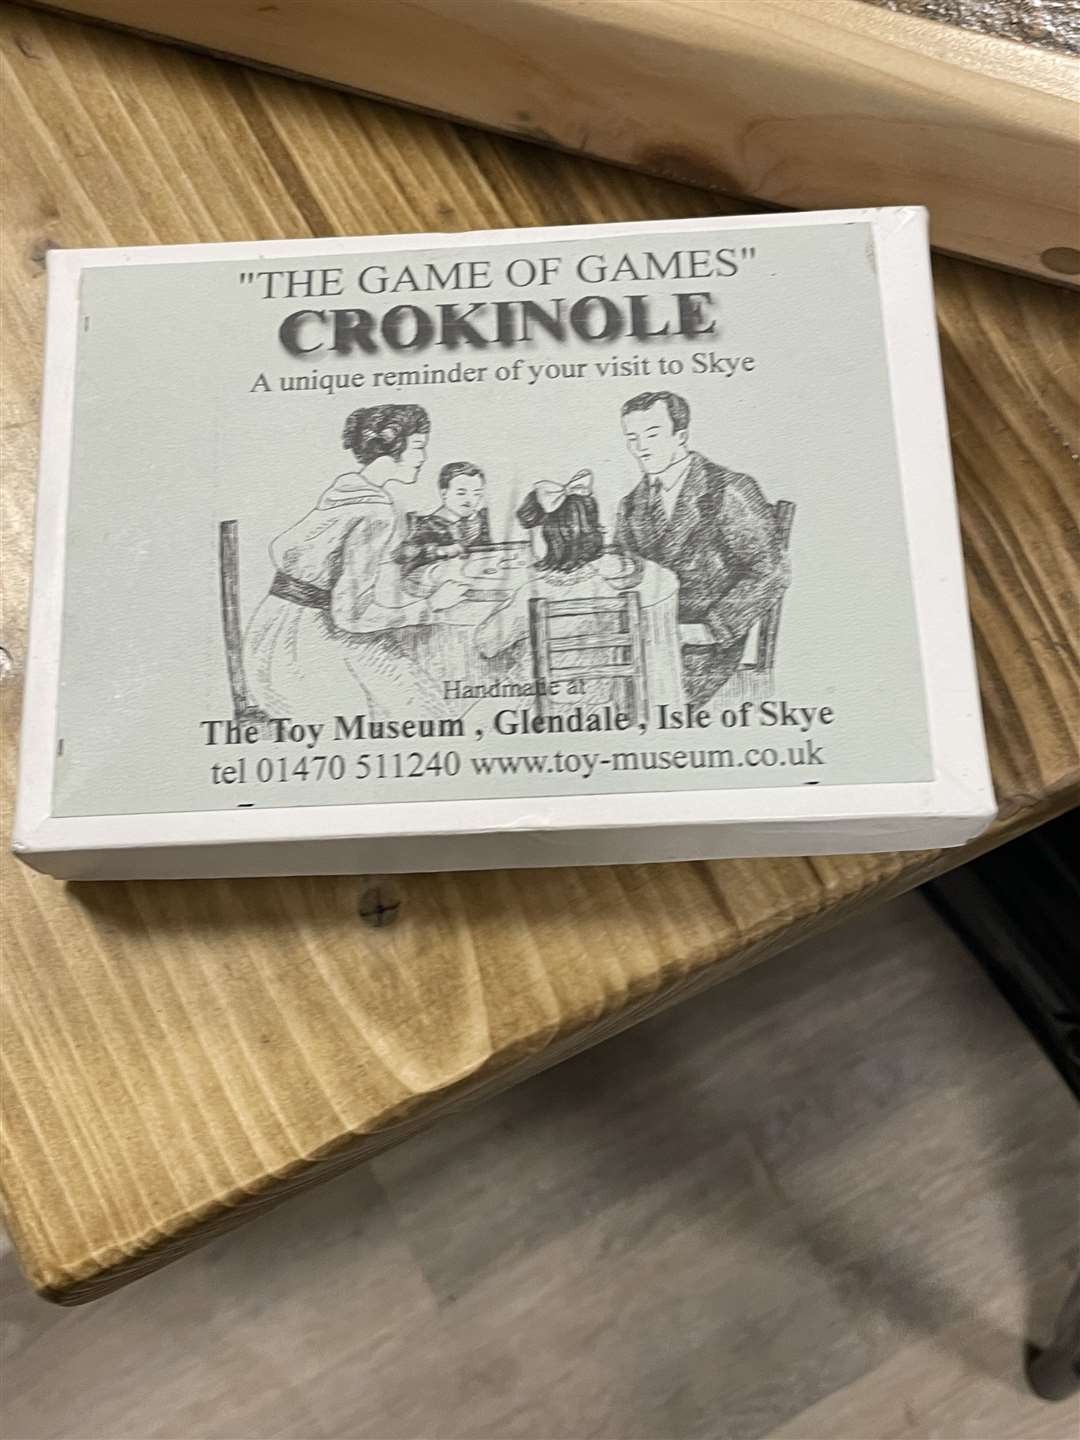 "THE GAME OF GAMES"
CROKINOLE
A unique reminder of your visit to Skye
Handmade at
The Toy Museum , Glendale , Isle of Skye
tel 01470 511240 www.toy-museum.co.uk